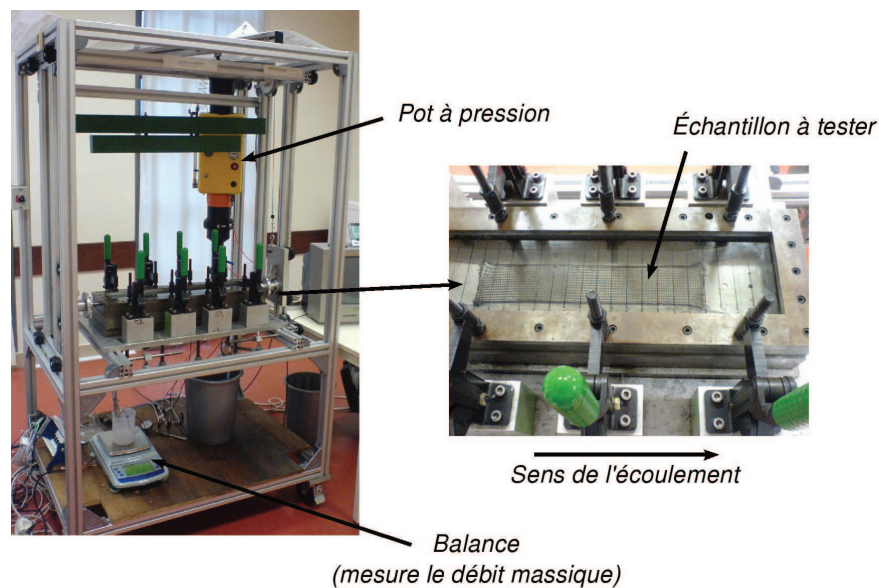 Pot à pression
Échantillon à tester
Sens de l'écoulement
Balance
(mesure le débit massique)